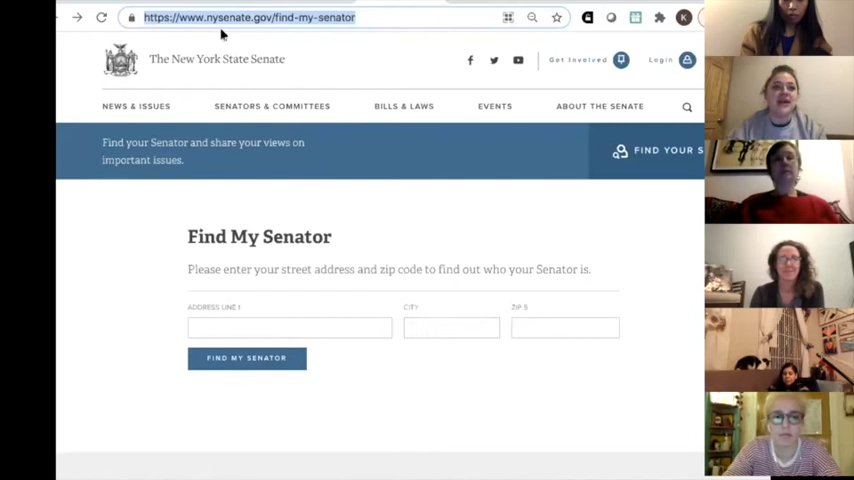 https://www.nysenate.gov/find-my-senator
K
The New York State Senate
Get Involved
Login
NEWS & ISSUES
SENATORS & COMMITTEES
BILLS & LAWS
EVENTS
ABOUT THE SENATE
Find your Senator and share your views on
important issues.
FIND YOUR S
Find My Senator
Please enter your street address and zip code to find out who your Senator is.
ADDRESS LINE 1
CITY
ZIP 5
FIND MY SENATOR